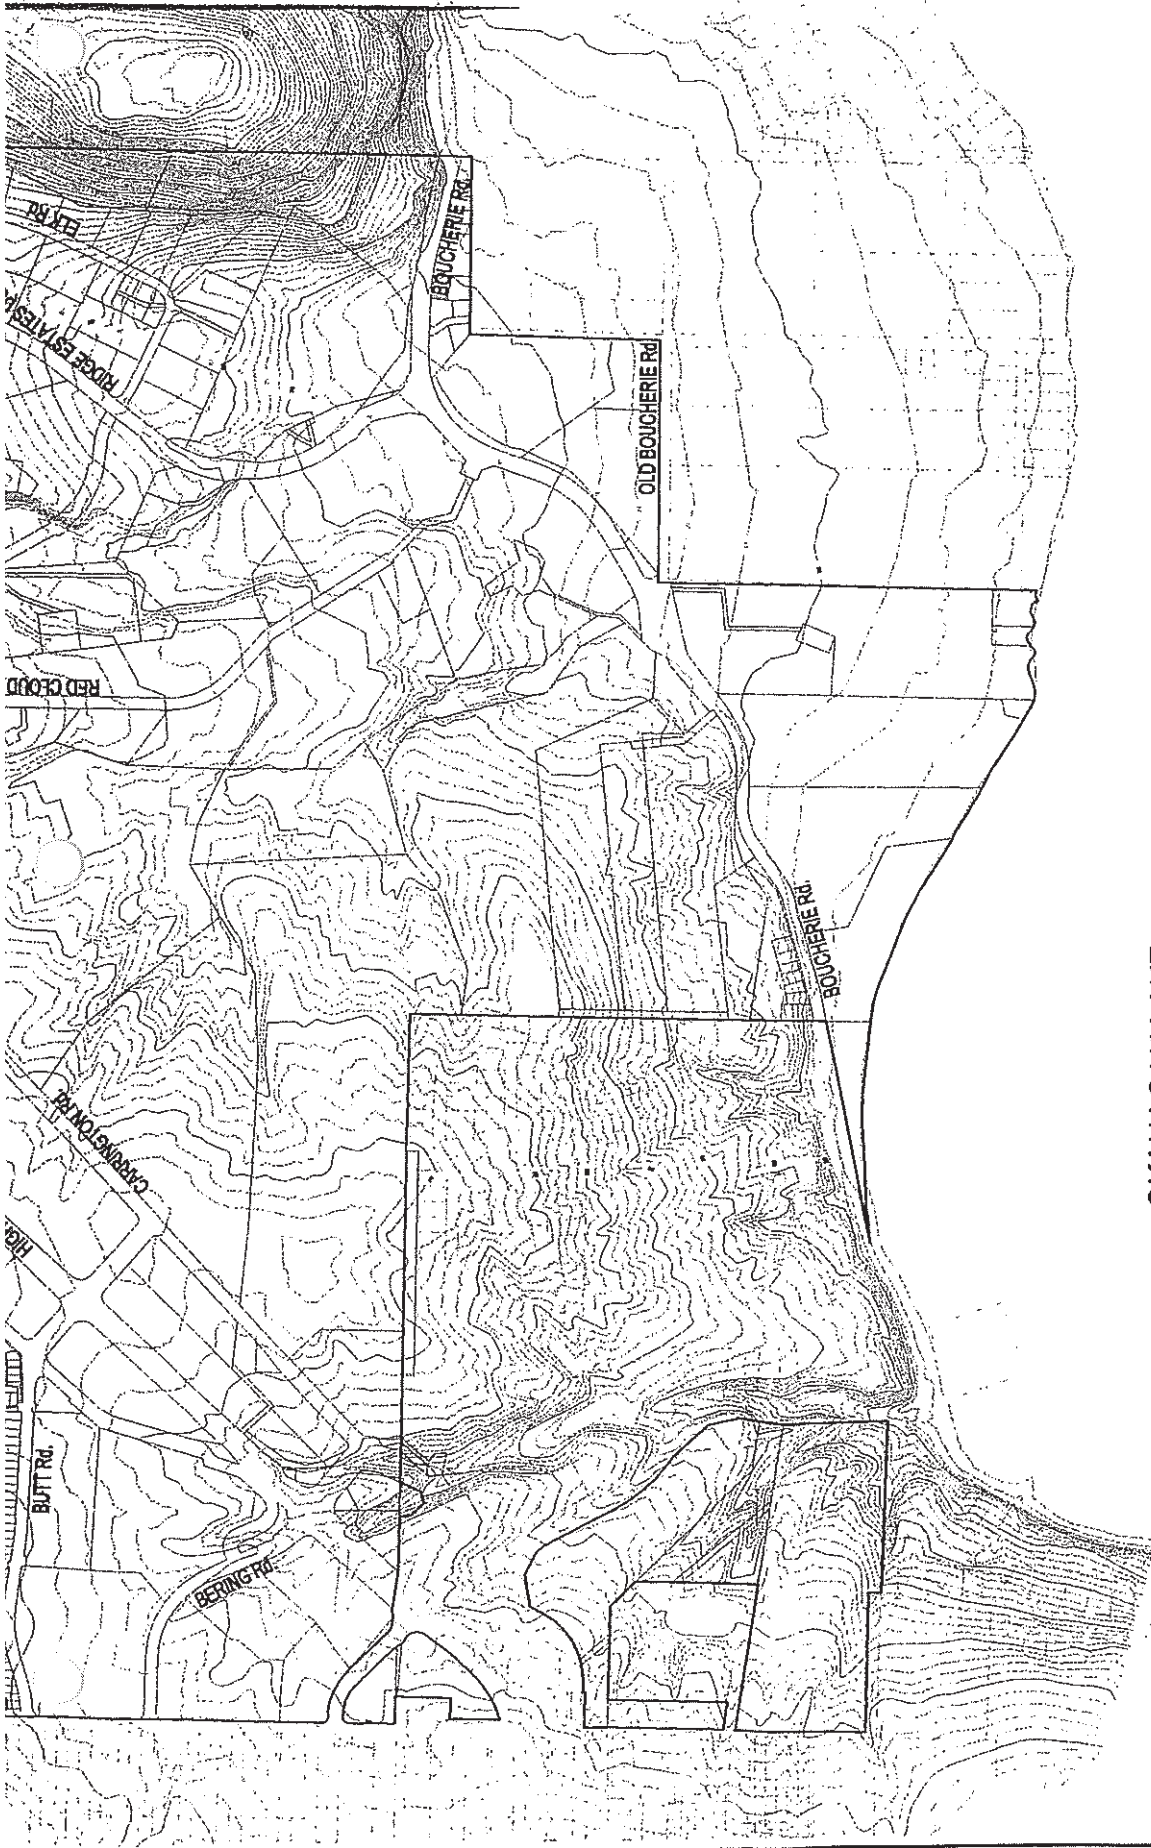 ELK Rd.
RIDGE ESTATES
BOUCHERIE Rd.
OLD BOUCHERIE Rd
RED CLOUD
BOUCHERIE Rd.
CARRINGTON Rd.
BUTT Rd.
BERING Rd.